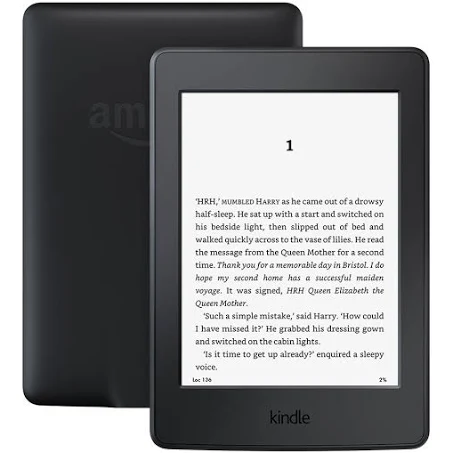 ama
1
'HRH,' MUMBLED HARRY as he came out of a drowsy
half-sleep. He sat up with a start and switched on
his bedside light, then slipped out of bed and
walked quickly across to the vase of lilies. He read
the message from the Queen Mother for a second
time. Thank you for a memorable day in Bristol. I do
hope my second home has a successful maiden
voyage. It was signed, HRH Queen Elizabeth the
Queen Mother.
'Such a simple mistake,' said Harry. 'How could
I have missed it?' He grabbed his dressing gown
and switched on the cabin lights.
'Is it time to get up already?' enquired a sleepy
voice.
Loc 136 2%
kindle